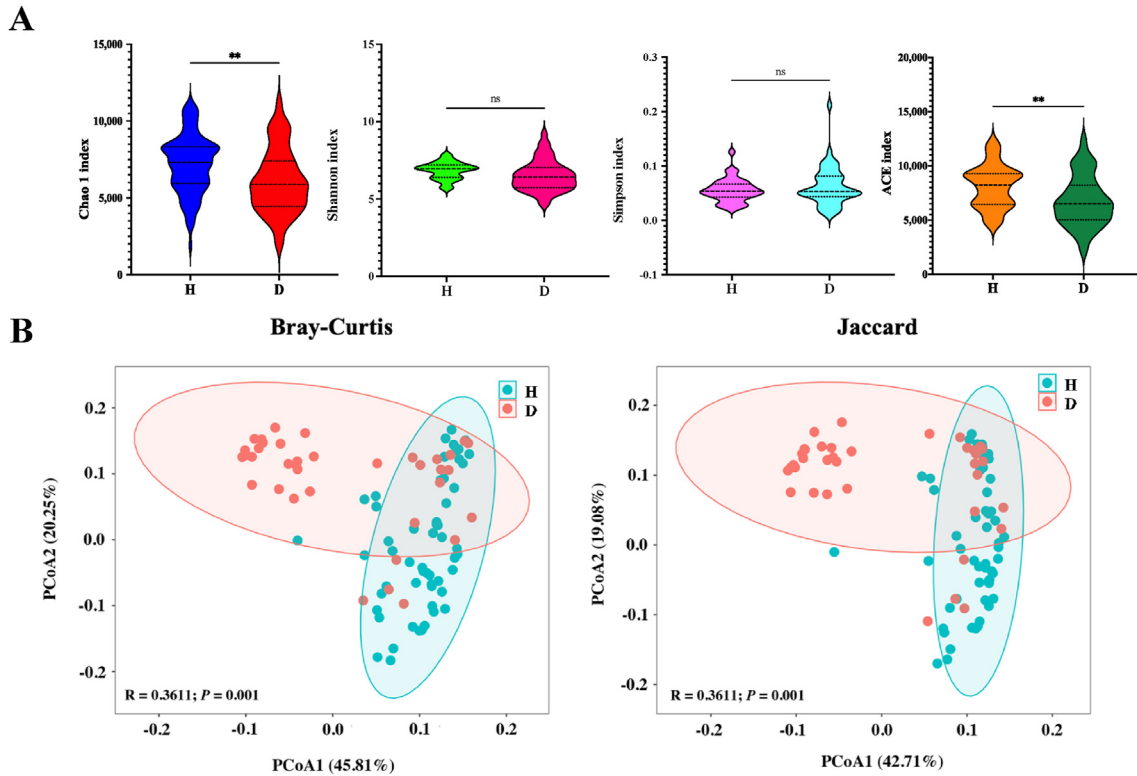 A
15,000
10,000
5,000
0
Chao 1 index
**
H
D
15
10
5
0
Shannon index
ns
H
D
0.3
0.2
0.1
0.0
-0.1
Simpson index
ns
H
D
20,000
15,000
10,000
5,000
0
ACE index
**
H
D
B
Bray-Curtis
H
D
0.2
0.1
0.0
-0.1
-0.2
PCoA2 (20.25%)
R = 0.3611; P = 0.001
-0.2
-0.1
0.0
0.1
0.2
PCoA1 (45.81%)
Jaccard
H
D
0.2
0.1
0.0
-0.1
-0.2
PCoA2 (19.08%)
R = 0.3611; P = 0.001
-0.2
-0.1
0.0
0.1
0.2
PCoA1 (42.71%)